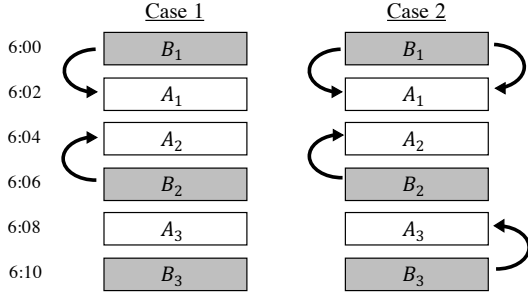 Case 1 Case 2
6:00 B₁ B₁
6:02 A₁ A₁
6:04 A₂ A₂
6:06 B₂ B₂
6:08 A₃ A₃
6:10 B₃ B₃